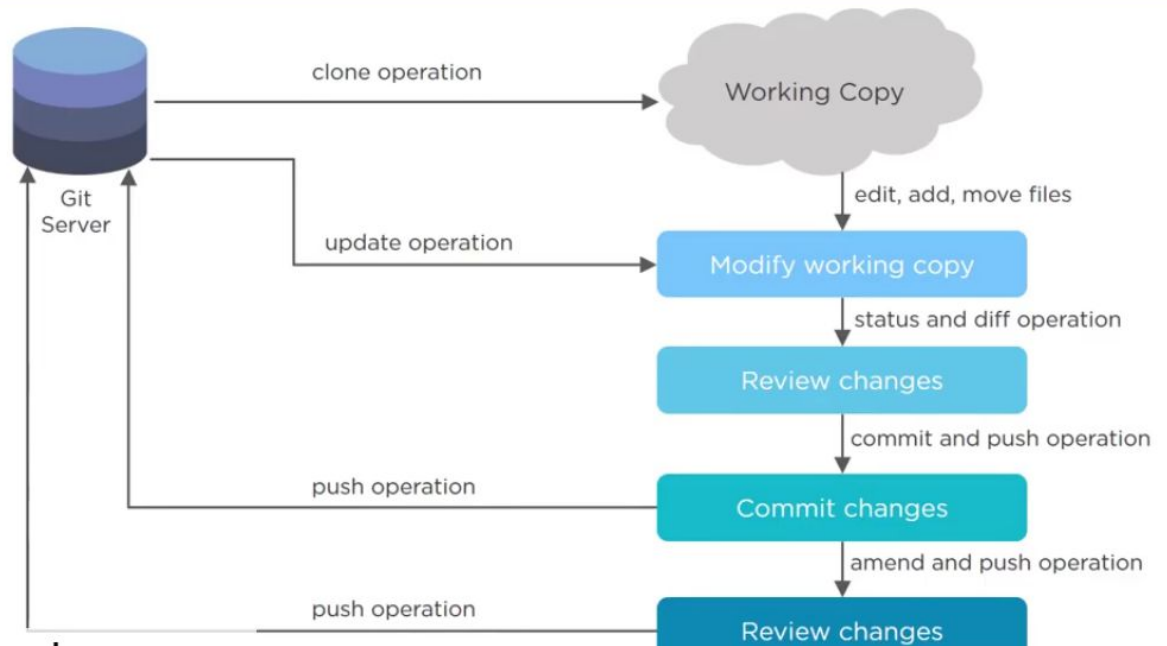 clone operation
Working Copy
Git
Server
edit, add, move files
update operation
Modify working copy
status and diff operation
Review changes
commit and push operation
push operation
Commit changes
amend and push operation
push operation
Review changes